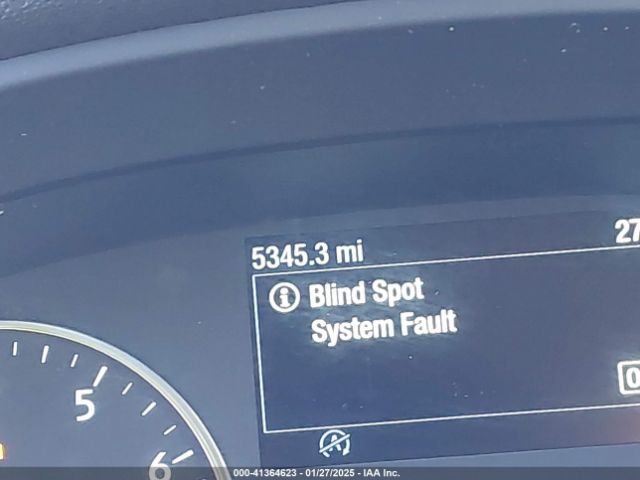 5345.3 mi
27
Blind Spot
System Fault
5
6
A
000-41364623 - 01/27/2025 - IAA Inc.